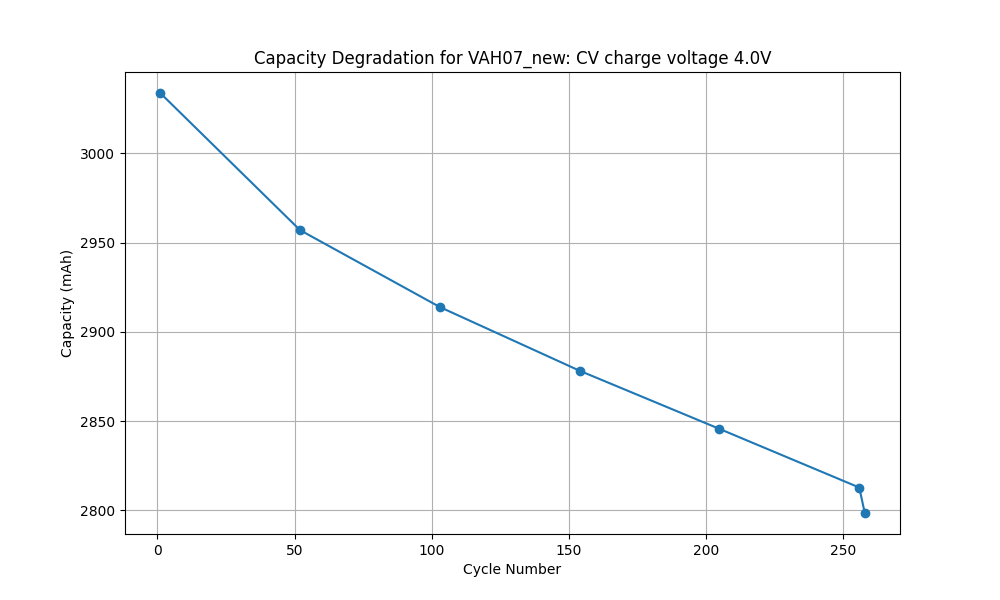 Capacity Degradation for VAH07_new: CV charge voltage 4.0V
3000
2950
2900
2850
2800
Capacity (mAh)
0 50 100 150 200 250
Cycle Number